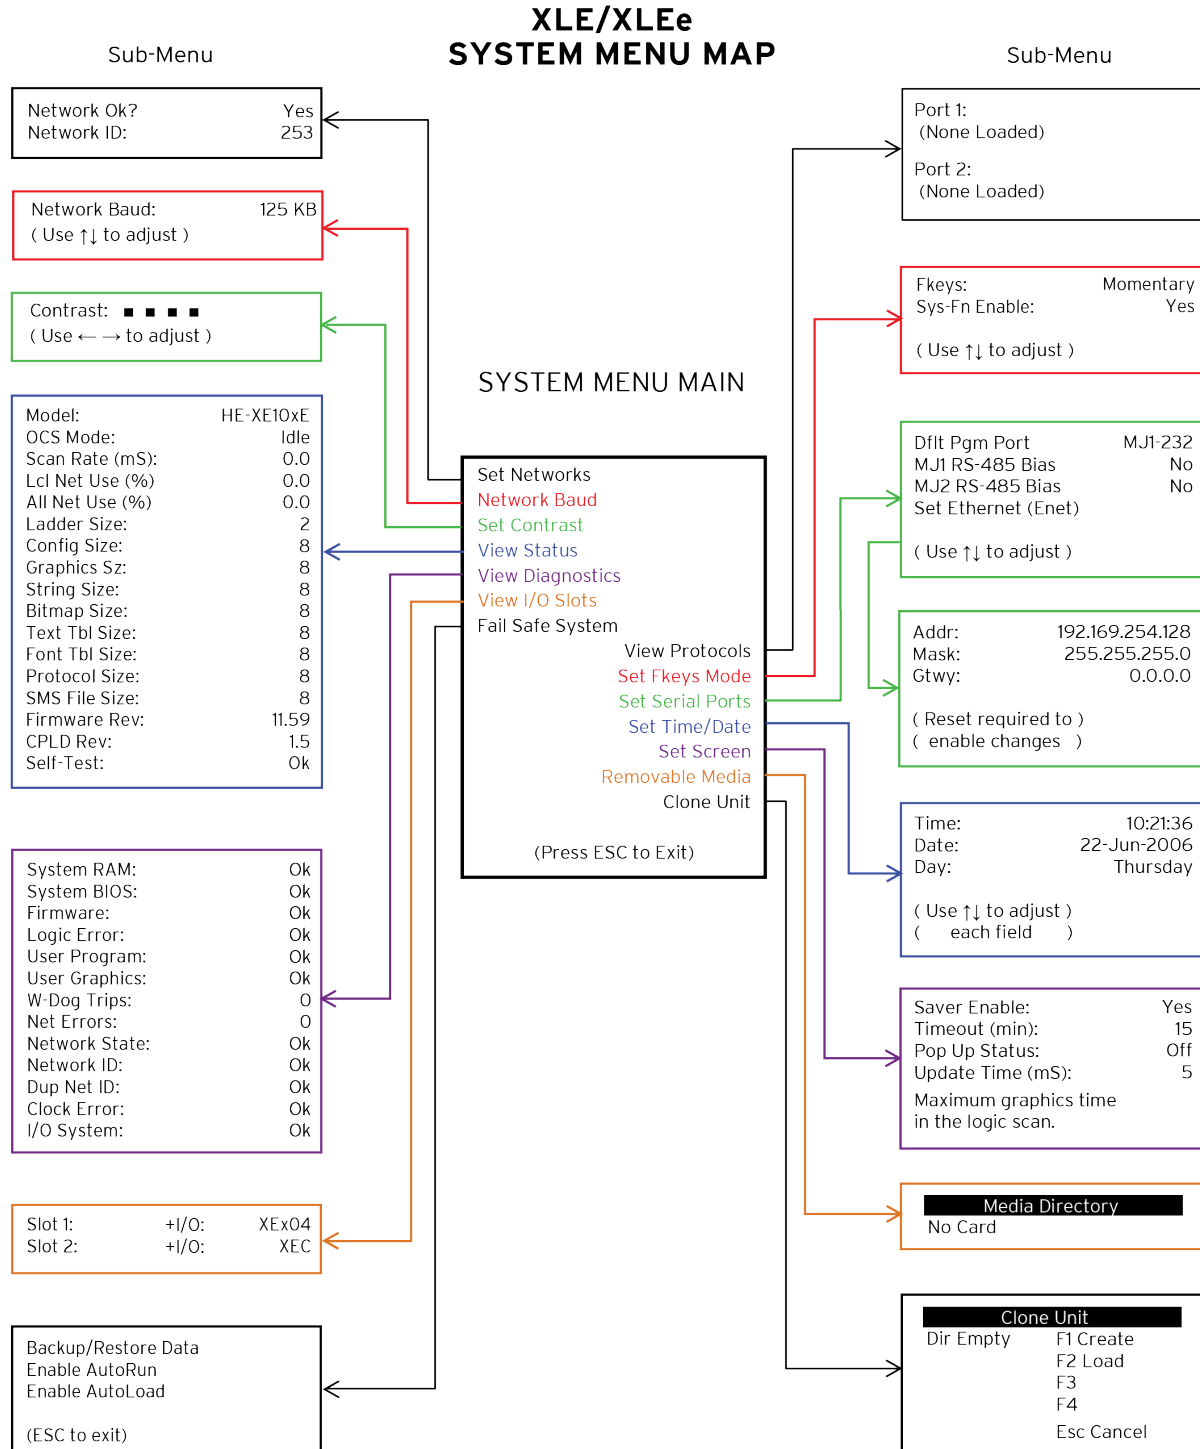 XLE/XLEe
SYSTEM MENU MAP
Sub-Menu
Network Ok? Yes
Network ID: 253
Network Baud: 125 KB
( Use ↑↓ to adjust )
Contrast: ■ ■ ■ ■
( Use ← → to adjust )
Model: HE-XE10xE
OCS Mode: Idle
Scan Rate (mS): 0.0
Lcl Net Use (%) 0.0
All Net Use (%) 0.0
Ladder Size: 2
Config Size: 8
Graphics Sz: 8
String Size: 8
Bitmap Size: 8
Text Tbl Size: 8
Font Tbl Size: 8
Protocol Size: 8
SMS File Size: 8
Firmware Rev: 11.59
CPLD Rev: 1.5
Self-Test: Ok
System RAM: Ok
System BIOS: Ok
Firmware: Ok
Logic Error: Ok
User Program: Ok
User Graphics: Ok
W-Dog Trips: 0
Net Errors: 0
Network State: Ok
Network ID: Ok
Dup Net ID: Ok
Clock Error: Ok
I/O System: Ok
Slot 1: +I/O: XEx04
Slot 2: +I/O: XEC
Backup/Restore Data
Enable AutoRun
Enable AutoLoad
(ESC to exit)
SYSTEM MENU MAIN
Set Networks
Network Baud
Set Contrast
View Status
View Diagnostics
View I/O Slots
Fail Safe System
View Protocols
Set Fkeys Mode
Set Serial Ports
Set Time/Date
Set Screen
Removable Media
Clone Unit
(Press ESC to Exit)
Sub-Menu
Port 1:
(None Loaded)
Port 2:
(None Loaded)
Fkeys: Momentary
Sys-Fn Enable: Yes
( Use ↑↓ to adjust )
Dflt Pgm Port MJ1-232
MJ1 RS-485 Bias No
MJ2 RS-485 Bias No
Set Ethernet (Enet)
( Use ↑↓ to adjust )
Addr: 192.169.254.128
Mask: 255.255.255.0
Gtwy: 0.0.0.0
( Reset required to )
( enable changes )
Time: 10:21:36
Date: 22-Jun-2006
Day: Thursday
( Use ↑↓ to adjust )
( each field )
Saver Enable: Yes
Timeout (min): 15
Pop Up Status: Off
Update Time (mS): 5
Maximum graphics time
in the logic scan.
Media Directory
No Card
Clone Unit
Dir Empty F1 Create
F2 Load
F3
F4
Esc Cancel